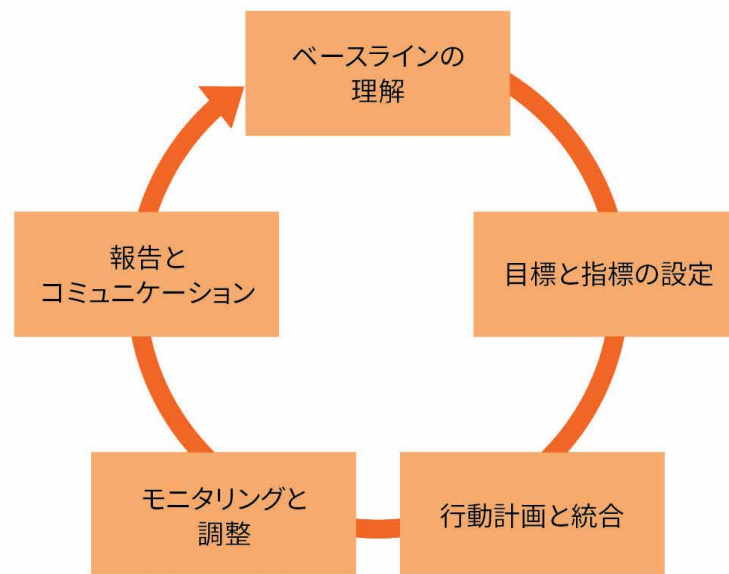 ベースラインの
理解
目標と指標の設定
行動計画と統合
モニタリングと
調整
報告と
コミュニケーション